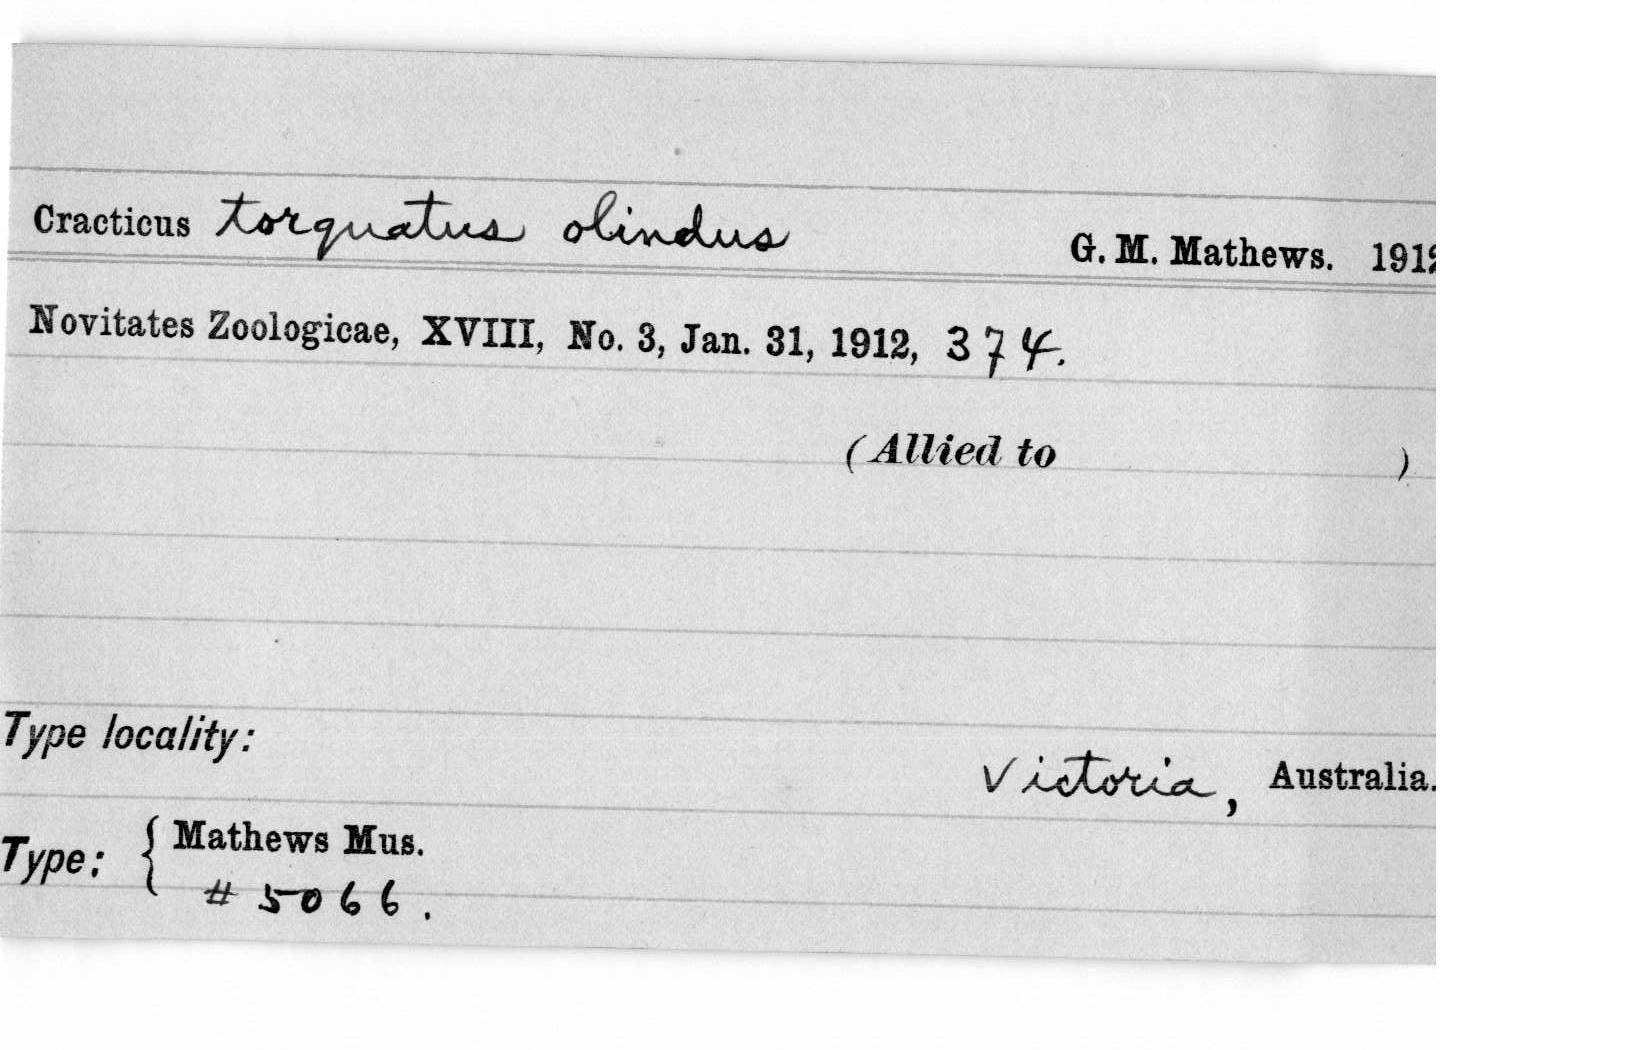 Cracticus torquatus olindus G. M. Mathews. 1912
Novitates Zoologicae, XVIII, No. 3, Jan. 31, 1912, 374.
(Allied to )
Type locality:
Victoria, Australia.
Type: { Mathews Mus.
# 5066.